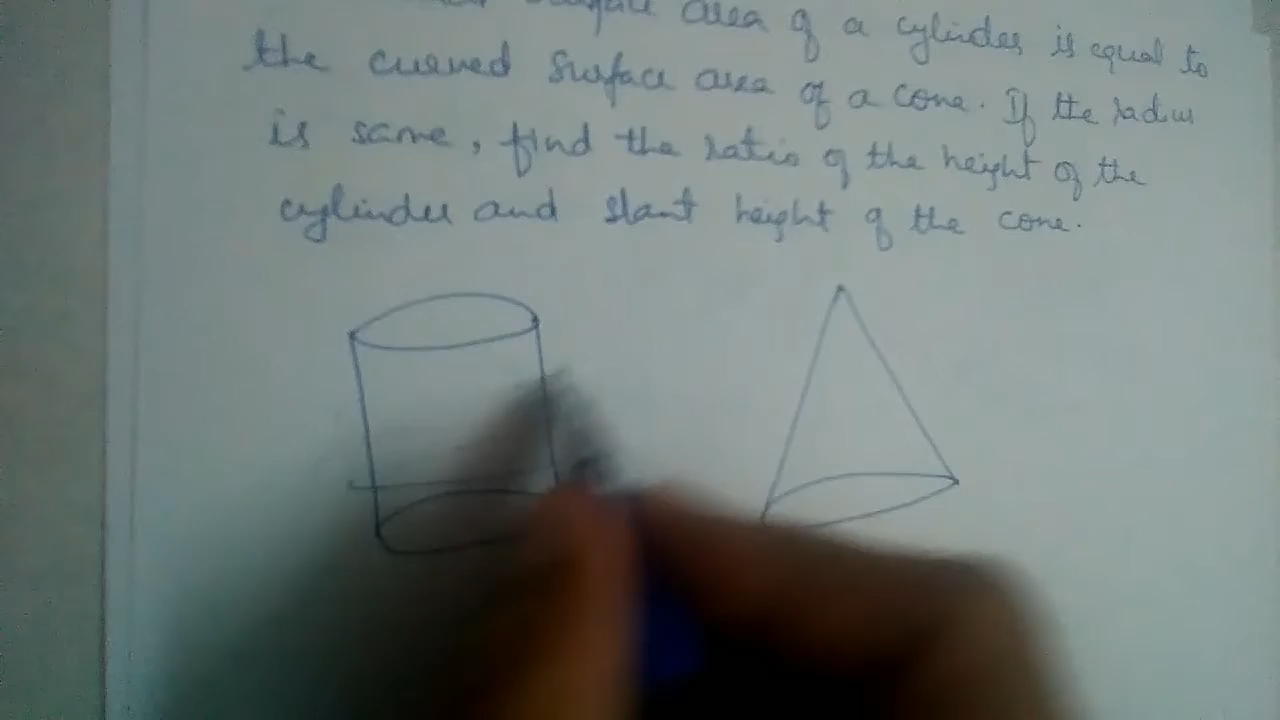 surface area of a cylinder is equal to
the curved surface area of a cone. If the radius
is same, find the ratio of the height of the
cylinder and slant height of the cone.